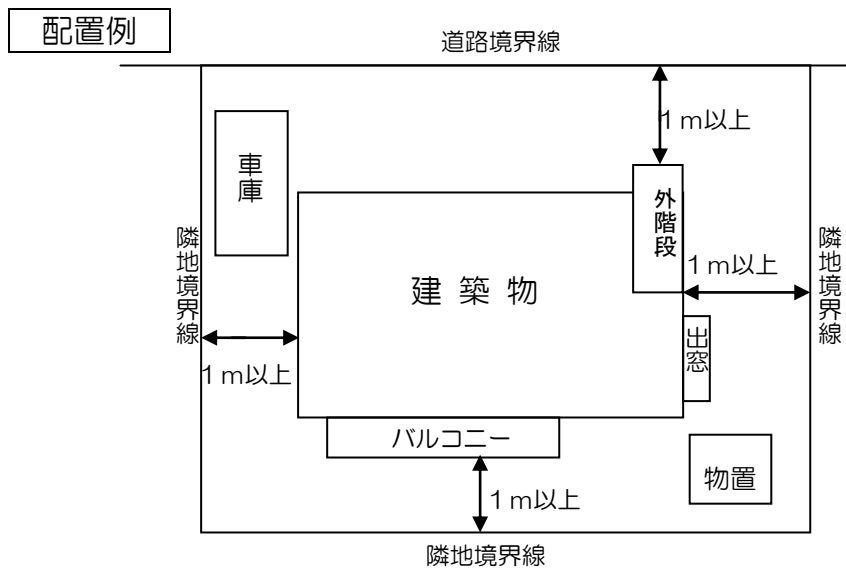 配置例
道路境界線
1m以上
車庫
外階段
隣地境界線
隣地境界線
1m以上
建築物
出窓
1m以上
バルコニー
物置
1m以上
隣地境界線